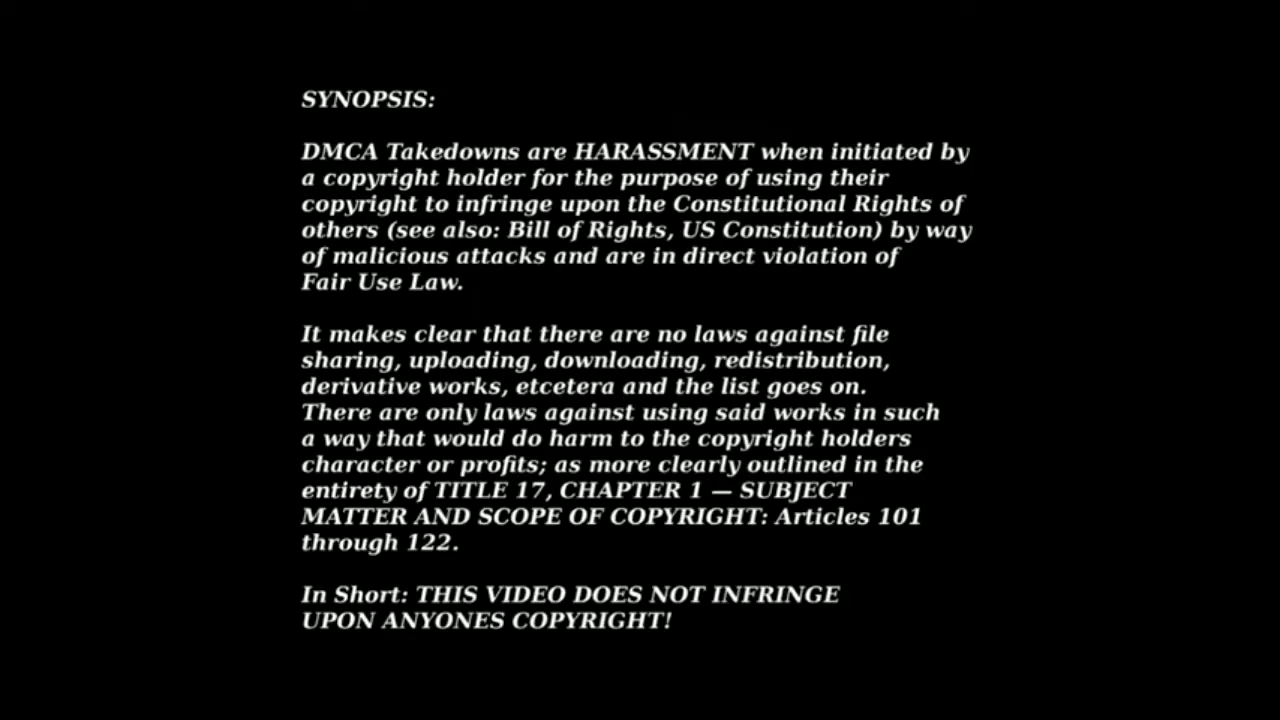 SYNOPSIS:
DMCA Takedowns are HARASSMENT when initiated by
a copyright holder for the purpose of using their
copyright to infringe upon the Constitutional Rights of
others (see also: Bill of Rights, US Constitution) by way
of malicious attacks and are in direct violation of
Fair Use Law.
It makes clear that there are no laws against file
sharing, uploading, downloading, redistribution,
derivative works, etcetera and the list goes on.
There are only laws against using said works in such
a way that would do harm to the copyright holders
character or profits; as more clearly outlined in the
entirety of TITLE 17, CHAPTER 1 — SUBJECT
MATTER AND SCOPE OF COPYRIGHT: Articles 101
through 122.
In Short: THIS VIDEO DOES NOT INFRINGE
UPON ANYONES COPYRIGHT!